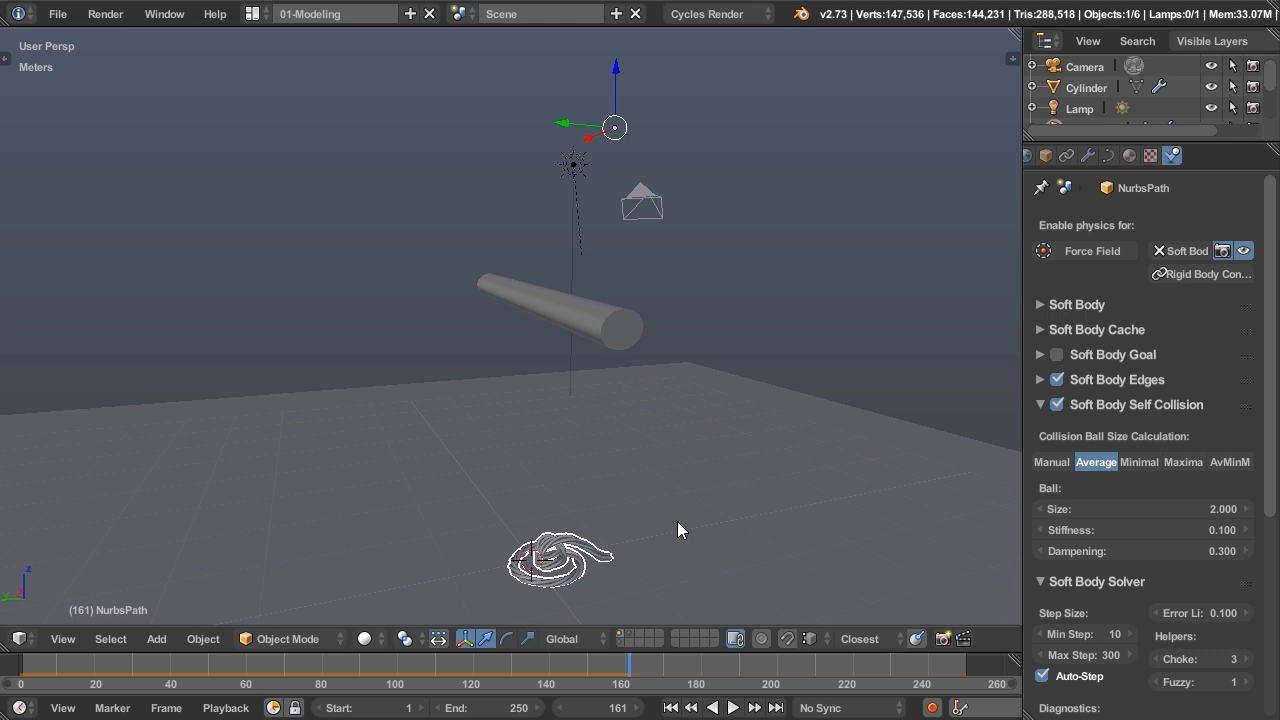 File Render Window Help 01-Modeling Scene Cycles Render v2.73 | Verts:147,536 | Faces:144,231 | Tris:288,518 | Objects:1/6 | Lamps:0/1 | Mem:33.07M
User Persp
Meters
View Search Visible Layers
Camera
Cylinder
Lamp
NurbsPath
Enable physics for:
Force Field Soft Bod
Rigid Body Con...
Soft Body
Soft Body Cache
Soft Body Goal
Soft Body Edges
Soft Body Self Collision
Collision Ball Size Calculation:
Manual Average Minimal Maxima AvMinM
Ball:
Size: 2.000
Stiffness: 0.100
Dampening: 0.300
Soft Body Solver
Step Size: Error Li: 0.100
Min Step: 10 Helpers:
Max Step: 300 Choke: 3
Auto-Step Fuzzy: 1
Diagnostics:
z
y
(161) NurbsPath
View Select Add Object Object Mode Global Closest
0 20 40 60 80 100 120 140 160 180 200 220 240 260
View Marker Frame Playback Start: 1 End: 250 161 No Sync